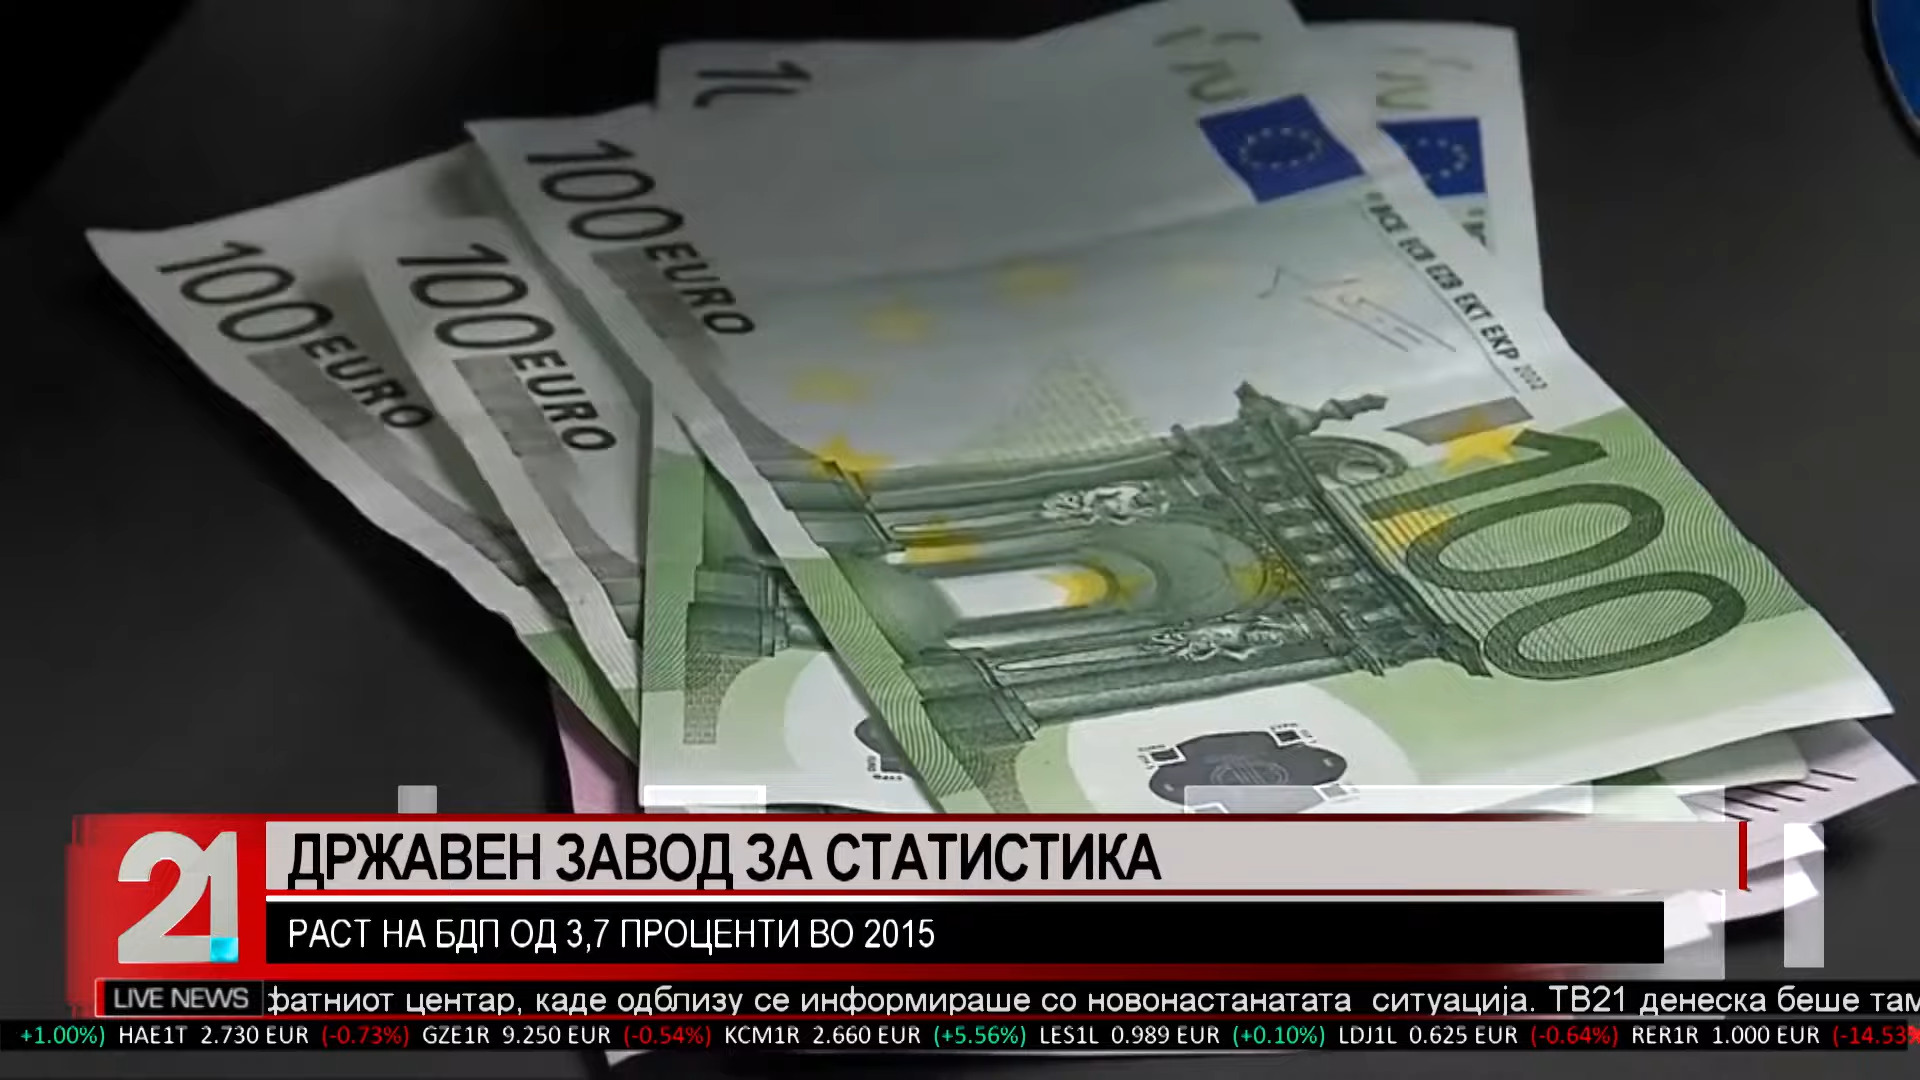 100 EURO
100 EURO
100 EURO
BCE ECB EZB EKT EKP 2002
100
21
ДРЖАВЕН ЗАВОД ЗА СТАТИСТИКА
РАСТ НА БДП ОД 3,7 ПРОЦЕНТИ ВО 2015
LIVE NEWS
фатниот центар, каде одблизу се информираше со новонастанатата ситуација. ТВ21 денеска беше там
+1.00%) HAE1T 2.730 EUR (-0.73%) GZE1R 9.250 EUR (-0.54%) KCM1R 2.660 EUR (+5.56%) LES1L 0.989 EUR (+0.10%) LDJ1L 0.625 EUR (-0.64%) RER1R 1.000 EUR (-14.53%